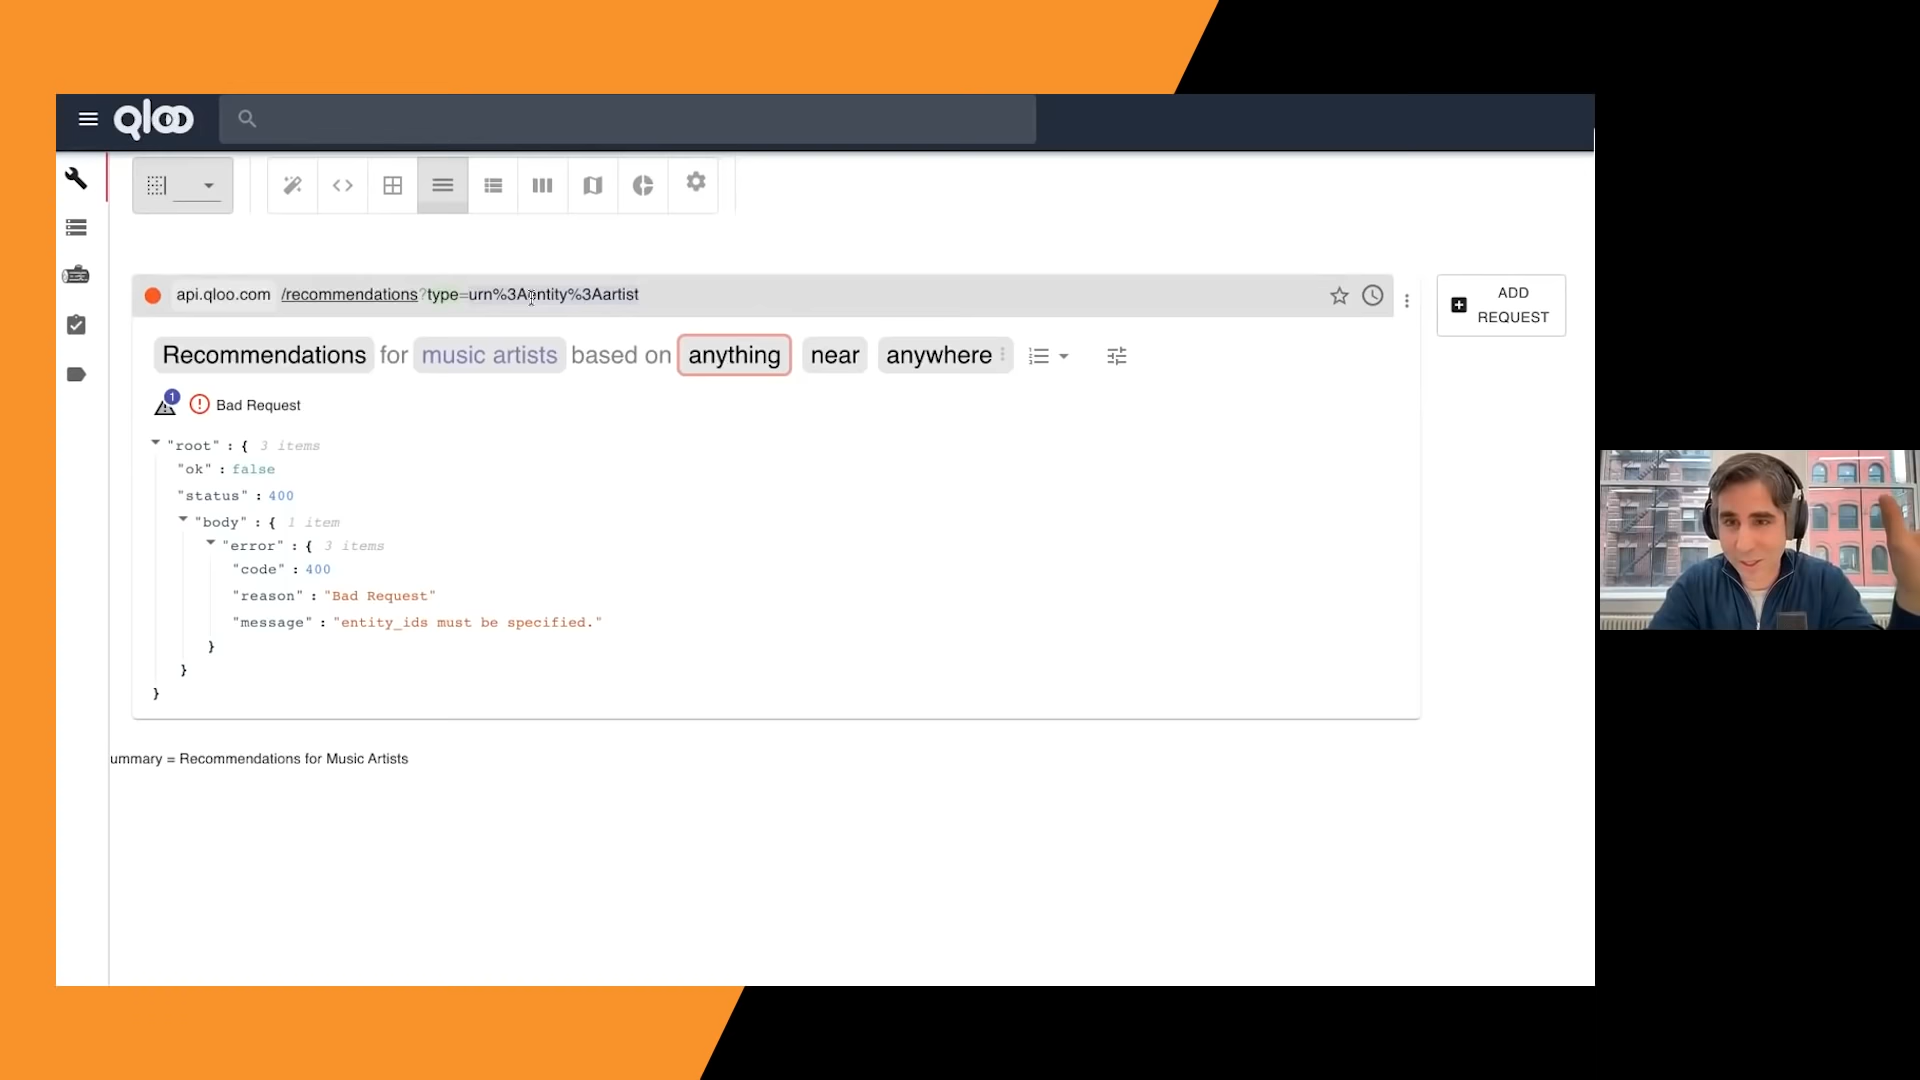 qloo
api.qloo.com /recommendations?type=urn%3Aentity%3Aartist
ADD
REQUEST
Recommendations for music artists based on anything near anywhere
1
Bad Request
"root" : { 3 items
"ok" : false
"status" : 400
"body" : { 1 item
"error" : { 3 items
"code" : 400
"reason" : "Bad Request"
"message" : "entity_ids must be specified."
}
}
}
ummary = Recommendations for Music Artists